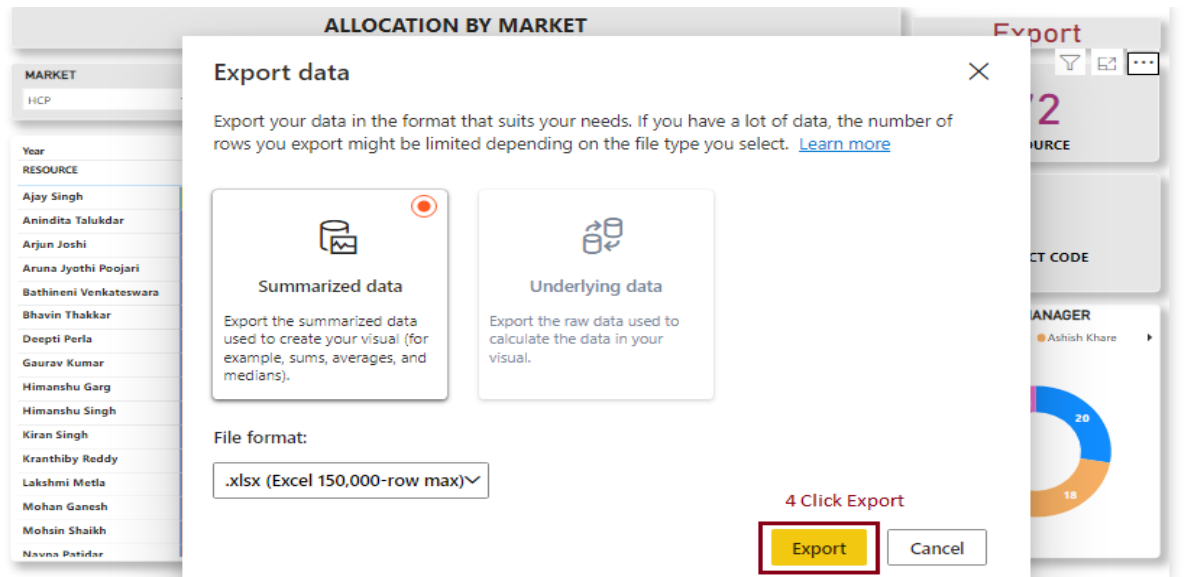 ALLOCATION BY MARKET
Export
MARKET
HCP
Year
RESOURCE
Ajay Singh
Anindita Talukdar
Arjun Joshi
Aruna Jyothi Poojari
Bathineni Venkateswara
Bhavin Thakkar
Deepti Perla
Gaurav Kumar
Himanshu Garg
Himanshu Singh
Kiran Singh
Kranthiby Reddy
Lakshmi Metla
Mohan Ganesh
Mohsin Shaikh
Nayna Patidar
Export data
Export your data in the format that suits your needs. If you have a lot of data, the number of
rows you export might be limited depending on the file type you select. Learn more
Summarized data
Export the summarized data
used to create your visual (for
example, sums, averages, and
medians).
Underlying data
Export the raw data used to
calculate the data in your
visual.
File format:
.xlsx (Excel 150,000-row max)
4 Click Export
Export
Cancel
2
URCE
CT CODE
ANAGER
Ashish Khare
20
18